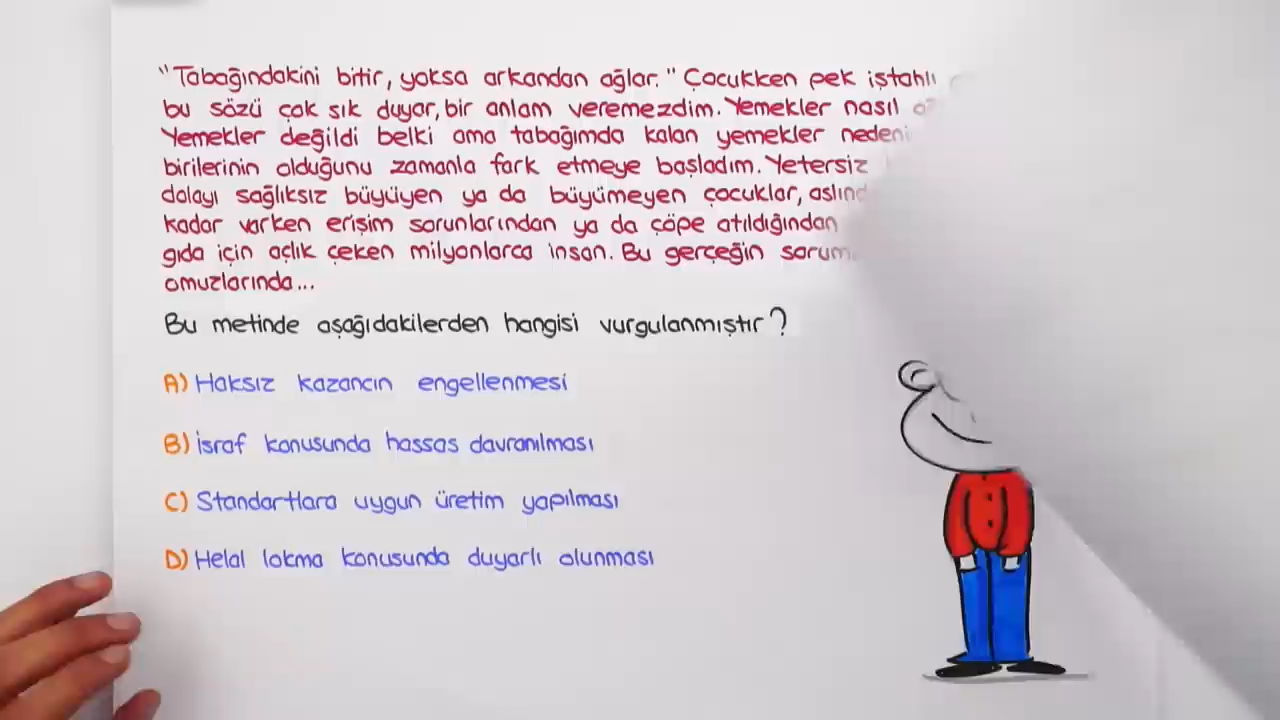 "Tabağındakini bitir, yoksa arkandan ağlar." Çocukken pek iştahlı
bu sözü çok sık duyar, bir anlam veremezdim. Yemekler nasıl
Yemekler değildi belki ama tabağımda kalan yemekler
birilerinin olduğunu zamanla fark etmeye başladım. Yetersiz
dolayı sağlıksız büyüyen ya da büyümeyen çocuklar,
kadar varken erişim sorunlarından ya da çöpe atıldığından
gıda için açlık çeken milyonlarca insan. Bu gerçeğin
omuzlarında...
Bu metinde aşağıdakilerden hangisi vurgulanmıştır?
A) Haksız kazancın engellenmesi
B) İsraf konusunda hassas davranılması
C) Standartlara uygun üretim yapılması
D) Helal lokma konusunda duyarlı olunması